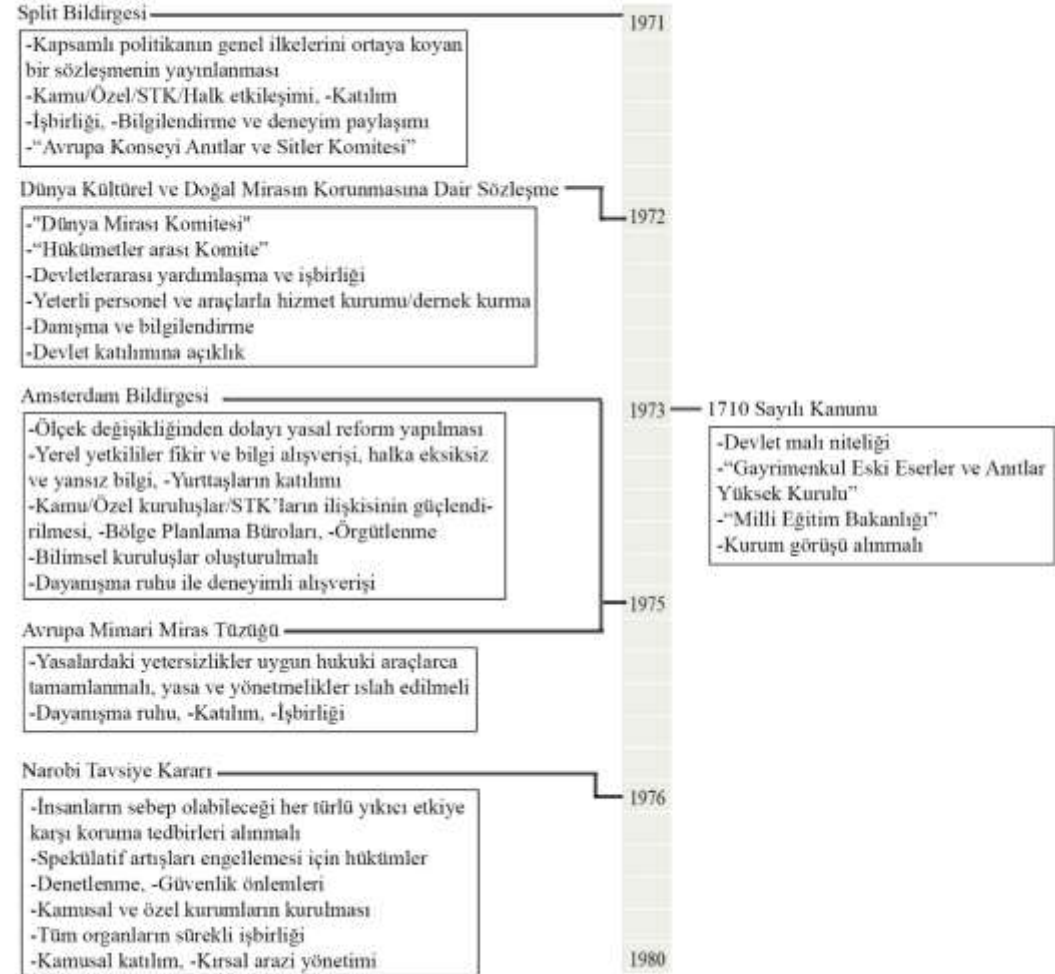 Split Bildirgesi
1971
-Kapsamlı politikanın genel ilkelerini ortaya koyan
bir sözleşmenin yayınlanması
-Kamu/Özel/STK/Halk etkileşimi, -Katılım
-İşbirliği, -Bilgilendirme ve deneyim paylaşımı
-“Avrupa Konseyi Anıtlar ve Sitler Komitesi”
Dünya Kültürel ve Doğal Mirasın Korunmasına Dair Sözleşme
1972
-"Dünya Mirası Komitesi"
-“Hükümetler arası Komite”
-Devletlerarası yardımlaşma ve işbirliği
-Yeterli personel ve araçlarla hizmet kurumu/dernek kurma
-Danışma ve bilgilendirme
-Devlet katılımına açıklık
Amsterdam Bildirgesi
-Ölçek değişikliğinden dolayı yasal reform yapılması
-Yerel yetkililer fikir ve bilgi alışverişi, halka eksiksiz
ve yansız bilgi, -Yurttaşların katılımı
-Kamu/Özel kuruluşlar/STK’ların ilişkisinin güçlendi-
rilmesi, -Bölge Planlama Büroları, -Örgütlenme
-Bilimsel kuruluşlar oluşturulmalı
-Dayanışma ruhu ile deneyimli alışverişi
1973
1710 Sayılı Kanunu
-Devlet malı niteliği
-“Gayrimenkul Eski Eserler ve Anıtlar
Yüksek Kurulu”
-“Milli Eğitim Bakanlığı”
-Kurum görüşü alınmalı
1975
Avrupa Mimari Miras Tüzüğü
-Yasalardaki yetersizlikler uygun hukuki araçlarca
tamamlanmalı, yasa ve yönetmelikler ıslah edilmeli
-Dayanışma ruhu, -Katılım, -İşbirliği
Narobi Tavsiye Kararı
1976
-İnsanların sebep olabileceği her türlü yıkıcı etkiye
karşı koruma tedbirleri alınmalı
-Spekülatif artışları engellemesi için hükümler
-Denetlenme, -Güvenlik önlemleri
-Kamusal ve özel kurumların kurulması
-Tüm organların sürekli işbirliği
-Kamusal katılım, -Kırsal arazi yönetimi
1980